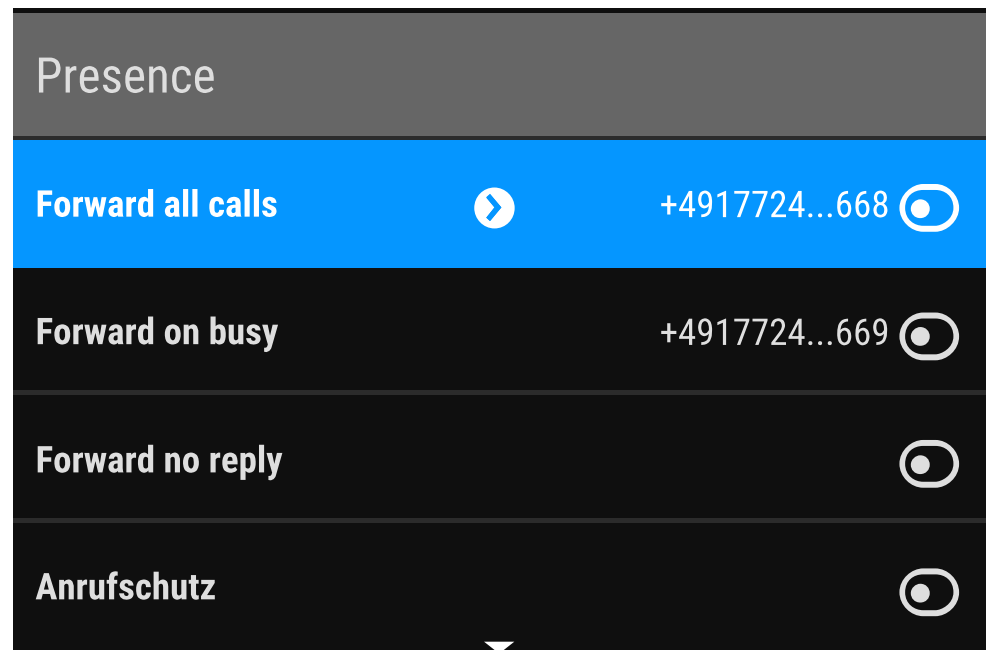 Presence
Forward all calls +4917724...668
Forward on busy +4917724...669
Forward no reply
Anrufschutz